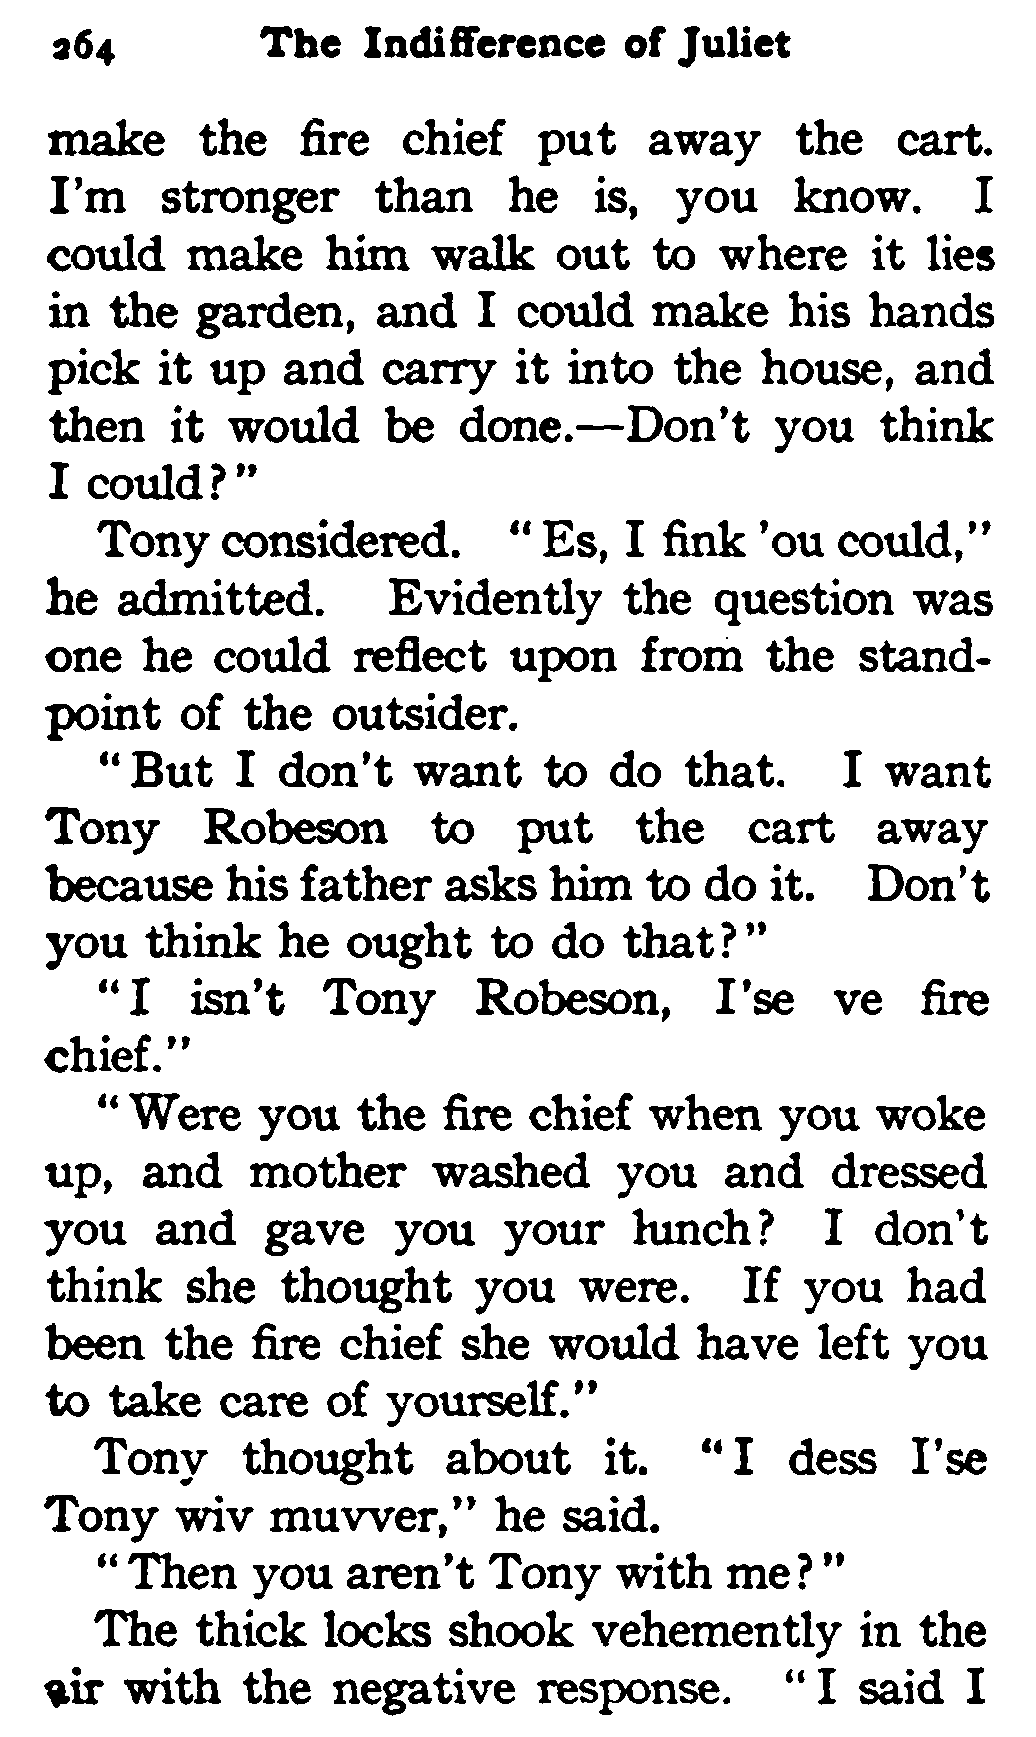 264 The Indifference of Juliet
make the fire chief put away the cart.
I'm stronger than he is, you know. I
could make him walk out to where it lies
in the garden, and I could make his hands
pick it up and carry it into the house, and
then it would be done.—Don't you think
I could?"
Tony considered. "Es, I fink 'ou could,"
he admitted. Evidently the question was
one he could reflect upon from the stand-
point of the outsider.
"But I don't want to do that. I want
Tony Robeson to put the cart away
because his father asks him to do it. Don't
you think he ought to do that?"
"I isn't Tony Robeson, I'se ve fire
chief."
"Were you the fire chief when you woke
up, and mother washed you and dressed
you and gave you your lunch? I don't
think she thought you were. If you had
been the fire chief she would have left you
to take care of yourself."
Tony thought about it. "I dess I'se
Tony wiv muvver," he said.
"Then you aren't Tony with me?"
The thick locks shook vehemently in the
air with the negative response. "I said I